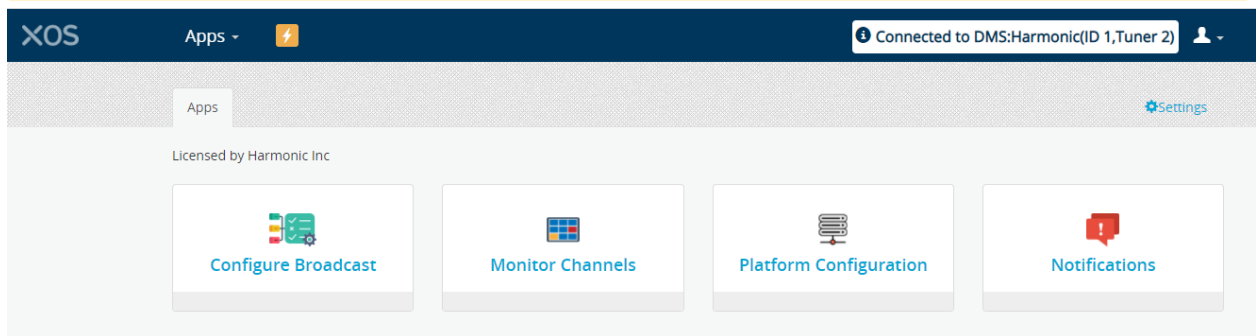 XOS Apps Connected to DMS:Harmonic(ID 1,Tuner 2)
Apps Settings
Licensed by Harmonic Inc
Configure Broadcast Monitor Channels Platform Configuration Notifications